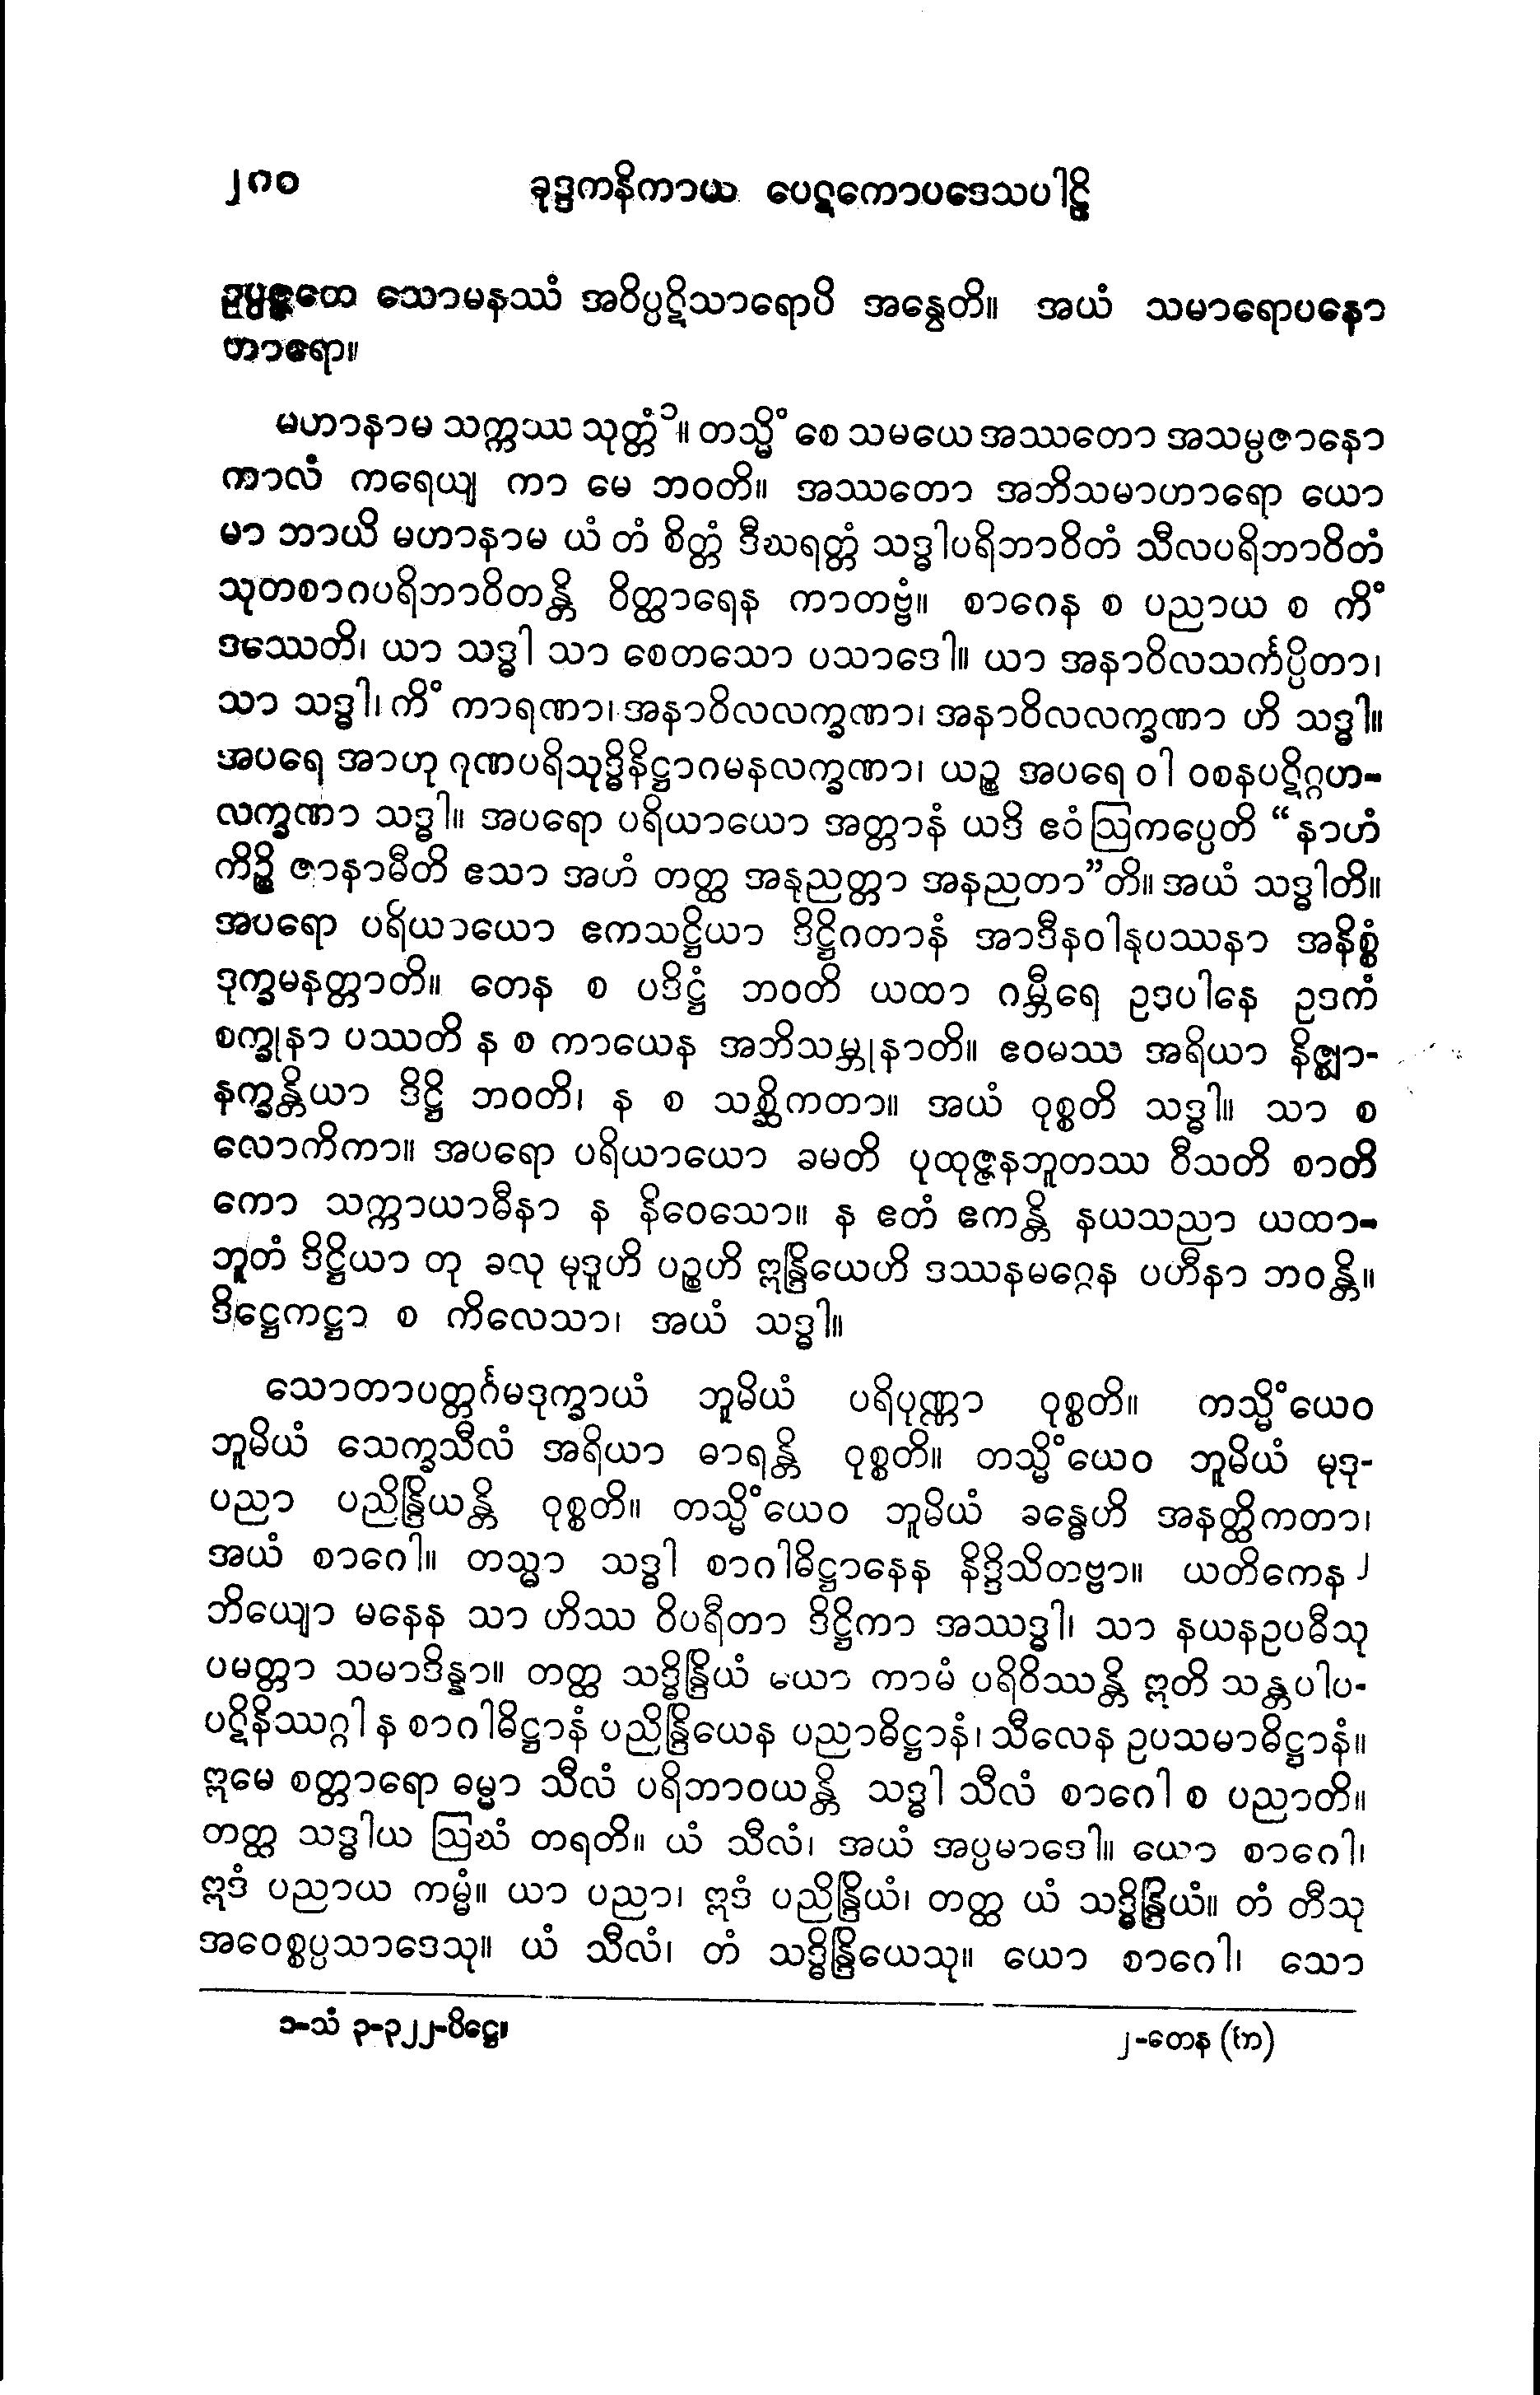 ၂၈၀ ခုဒ္ဒကနိကာယ ပေဋကောပဒေသပါဠိ
ဥပ္ပဇ္ဇတေ သောမနဿံ အဝိပ္ပဋိသာရောပိ အနွေတိ။ အယံ သမာရောပနော
ဟာရော။
မဟာနာမ သက္ကဿ သုတ္တံ၁။ တသ္မိံ စေ သမယေ အဿတော အသမ္ပဇာနော
ကာလံ ကရေယျ ကာ မေ ဘဝတိ။ အဿတော အဘိသမာဟာရော ယော
မာ ဘာယိ မဟာနာမ ယံ တံ စိတ္တံ ဒီဃရတ္တံ သဒ္ဓါပရိဘာဝိတံ သီလပရိဘာဝိတံ
သုတစာဂပရိဘာဝိတန္တိ ဝိတ္ထာရေန ကာတဗ္ဗံ။ စာဂေန စ ပညာယ စ ကိံ
ဒဿေတိ၊ ယာ သဒ္ဓါ သာ စေတသော ပသာဒေါ။ ယာ အနာဝိလသင်္ကပ္ပိတာ၊
သာ သဒ္ဓါ၊ ကိံ ကာရဏာ၊ အနာဝိလလက္ခဏာ၊ အနာဝိလလက္ခဏာ ဟိ သဒ္ဓါ။
အပရေ အာဟု ဂုဏပရိသုဒ္ဓိနိဋ္ဌာဂမနလက္ခဏာ၊ ယဉ္စ အပရေ ဝါ ဝစနပဋိဂ္ဂဟ-
လက္ခဏာ သဒ္ဓါ။ အပရော ပရိယာယော အတ္တာနံ ယဒိ ဧဝံ ဩကပ္ပေတိ “နာဟံ
ကိဉ္စိ ဇာနာမီတိ ဧသာ အဟံ တတ္ထ အနုညတ္တာ အနညတာ”တိ။ အယံ သဒ္ဓါတိ။
အပရော ပရိယာယော ဧကသဋ္ဌိယာ ဒိဋ္ဌိဂတာနံ အာဒီနဝါနုပဿနာ အနိစ္စံ
ဒုက္ခမနတ္တာတိ။ တေန စ ပဒိဋ္ဌံ ဘဝတိ ယထာ ဂမ္ဘီရေ ဥဒပါနေ ဥဒကံ
စက္ခုနာ ပဿတိ န စ ကာယေန အဘိသမ္ဘုနာတိ။ ဧဝမဿ အရိယာ နိဇ္ဈာ-
နက္ခန္တိယာ ဒိဋ္ဌိ ဘဝတိ၊ န စ သစ္ဆိကတာ။ အယံ ဝုစ္စတိ သဒ္ဓါ။ သာ စ
လောကိကာ။ အပရော ပရိယာယော ခမတိ ပုထုဇ္ဇနဘူတဿ ဝီသတိ စာတိ
ကော သက္ကာယာဓီနာ န နိဝေသော။ န ဧတံ ဧကန္တိ နယသညာ ယထာ-
ဘူတံ ဒိဋ္ဌိယာ တု ခလု မုဒူဟိ ပဉ္စဟိ ဣန္ဒြိယေဟိ ဒဿနမဂ္ဂေန ပဟီနာ ဘဝန္တိ။
ဒိဋ္ဌေကဋ္ဌာ စ ကိလေသာ၊ အယံ သဒ္ဓါ။
သောတာပတ္တင်္ဂမဒုက္ခာယံ ဘူမိယံ ပရိပုဏ္ဏာ ဝုစ္စတိ။ ကသ္မိံယေဝ
ဘူမိယံ သေက္ခသီလံ အရိယာ ဓာရန္တိ ဝုစ္စတိ။ တသ္မိံယေဝ ဘူမိယံ မုဒု-
ပညာ ပညိန္ဒြိယန္တိ ဝုစ္စတိ။ တသ္မိံယေဝ ဘူမိယံ ခန္ဓေဟိ အနတ္ထိကတာ၊
အယံ စာဂေါ။ တသ္မာ သဒ္ဓါ စာဂါဓိဋ္ဌာနေန နိဒ္ဒိသိတဗ္ဗာ။ ယတိကေန၂
ဘိယျော မနေန သာ ဟိဿ ဝိပရီတာ ဒိဋ္ဌိကာ အဿဒ္ဓါ၊ သာ နယနဥပဓီသု
ပမတ္တာ သမာဒိန္နာ။ တတ္ထ သဒ္ဓိန္ဒြိယံ ယော ကာမံ ပရိဝိဿန္တိ ဣတိ သန္တပါပ-
ပဋိနိဿဂ္ဂါ န စာဂါဓိဋ္ဌာနံ ပညိန္ဒြိယေန ပညာဓိဋ္ဌာနံ၊ သီလေန ဥပသမာဓိဋ္ဌာနံ။
ဣမေ စတ္တာရော ဓမ္မာ သီလံ ပရိဘာဝယန္တိ သဒ္ဓါ သီလံ စာဂေါ စ ပညာတိ။
တတ္ထ သဒ္ဓါယ ဩဃံ တရတိ။ ယံ သီလံ၊ အယံ အပ္ပမာဒေါ။ ယော စာဂေါ၊
ဣဒံ ပညာယ ကမ္မံ။ ယာ ပညာ၊ ဣဒံ ပညိန္ဒြိယံ၊ တတ္ထ ယံ သဒ္ဓိန္ဒြိယံ။ တံ တီသု
အဝေစ္စပ္ပသာဒေသု။ ယံ သီလံ၊ တံ သဒ္ဓိန္ဒြိယေသု။ ယော စာဂေါ၊ သော
၁-သံ ၃-၃၂၂-ပိဋ္ဌေ။ ၂-တေန (က)